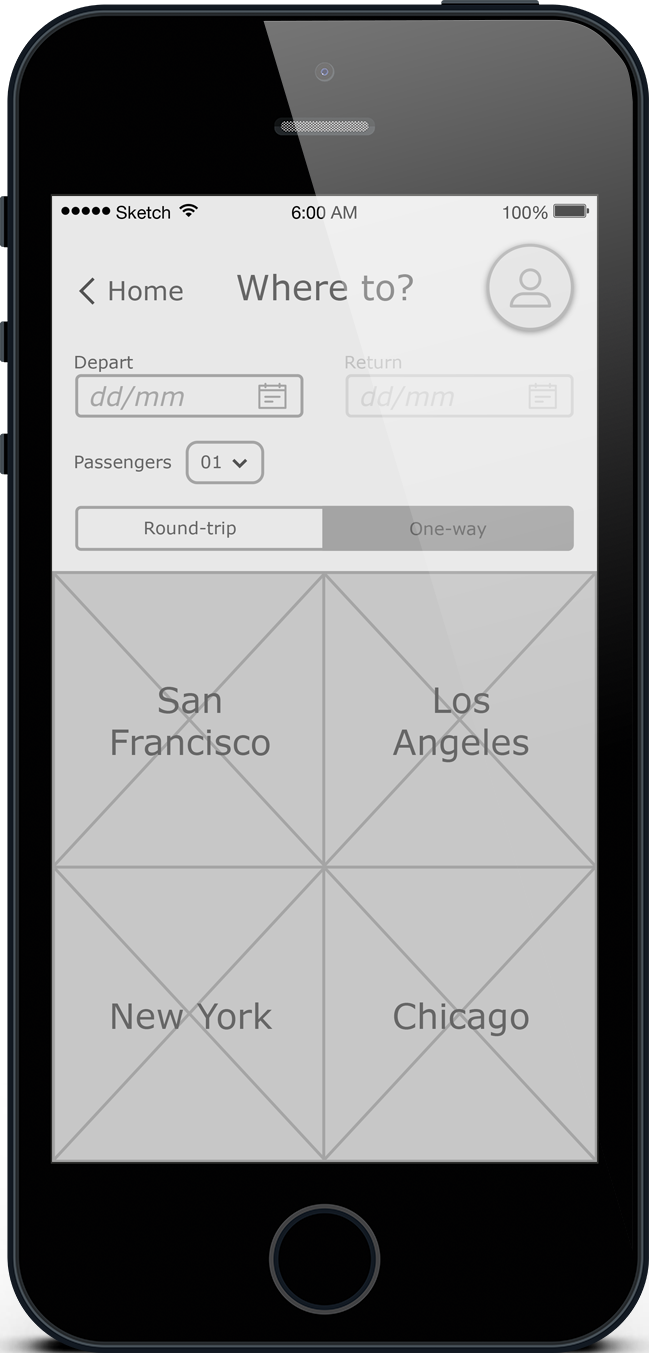 Sketch 6:00 AM 100%
Home Where to?
Depart Return
dd/mm dd/mm
Passengers 01
Round-trip One-way
San Los
Francisco Angeles
New York Chicago